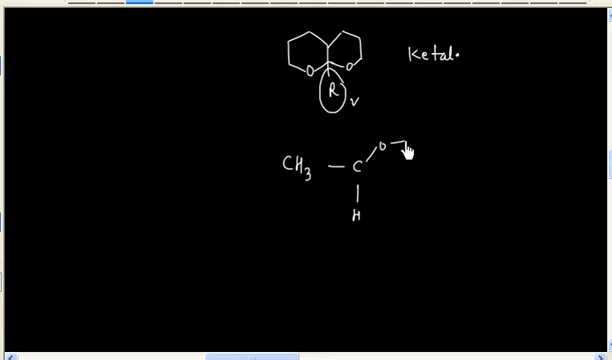 Ketal.
O O
R
V
CH3 — C O —
H